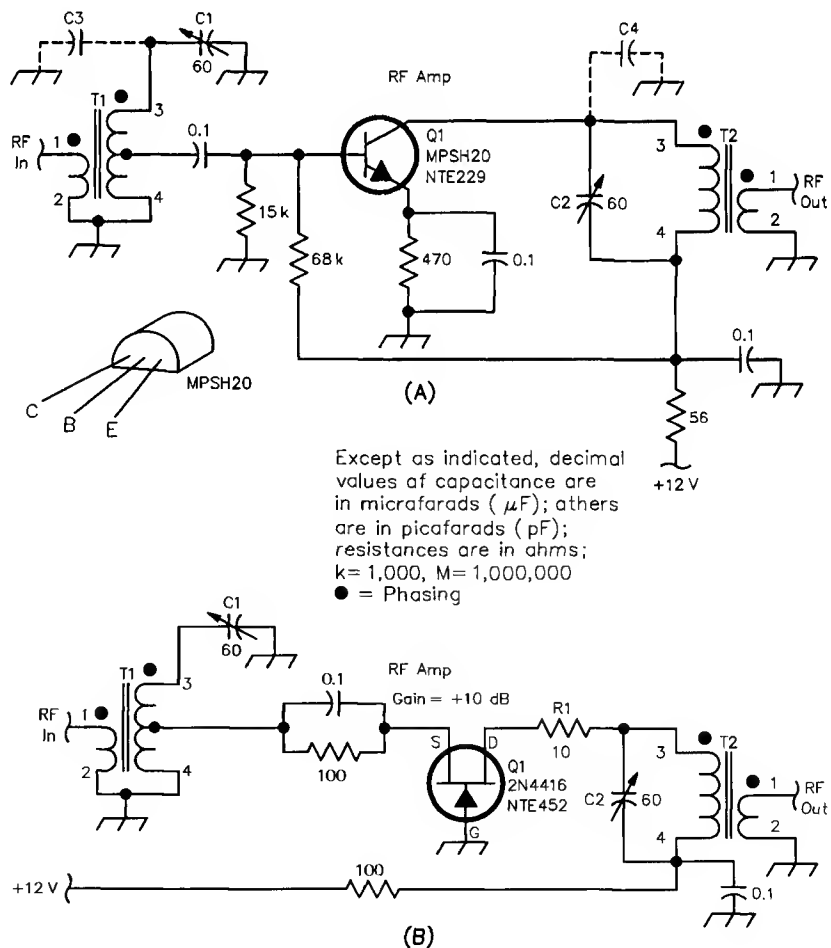 C3
C1
60
C4
RF Amp
T1
3
RF
In
1
2
4
0.1
Q1
MPSH20
NTE229
15k
68k
470
0.1
C2
60
3
4
T2
1
2
RF
Out
C
B
E
MPSH20
(A)
0.1
56
+12 V
Except as indicated, decimal
values af capacitance are
in micrafarads ( µF); athers
are in picafarads ( pF);
resistances are in ahms;
k= 1,000, M= 1,000,000
● = Phasing
C1
60
T1
3
RF
In
1
2
4
0.1
100
RF Amp
Gain = +10 dB
S
D
G
Q1
2N4416
NTE452
R1
10
C2
60
3
4
T2
1
2
RF
Out
+12 V
100
0.1
(B)